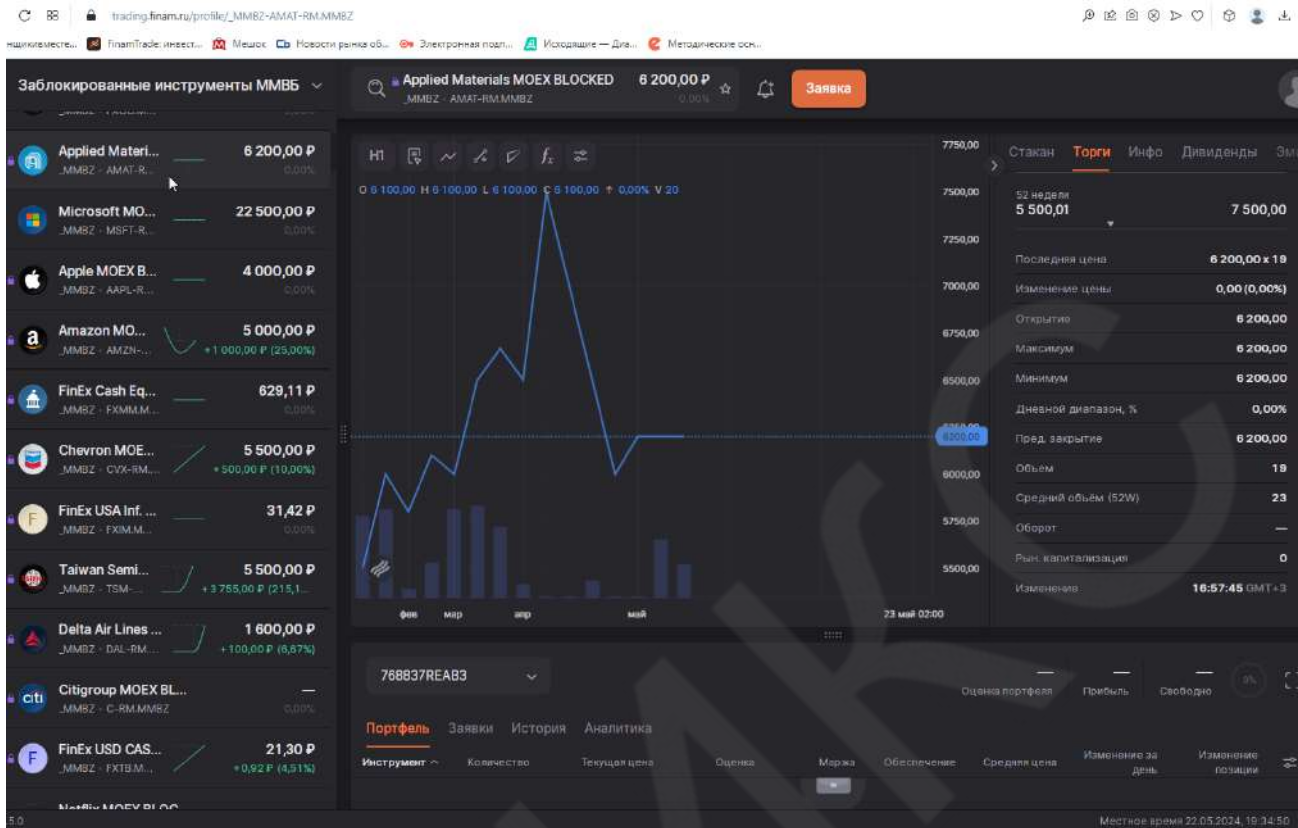 trading.finam.ru/profile/_MMBZ-AMAT-RM.MMBZ
нщикивместе... FinamTrade: инвест... Мешок Новости рынка об... Электронная подп... Исходящие — Диа... Методические осн...
Заблокированные инструменты ММВБ
Applied Materials MOEX BLOCKED 6 200,00 ₽
_MMBZ · AMAT-RM.MMBZ 0,00%
Заявка
Applied Materi... 6 200,00 ₽
_MMBZ · AMAT-R... 0,00%
Microsoft MO... 22 500,00 ₽
_MMBZ · MSFT-R... 0,00%
Apple MOEX B... 4 000,00 ₽
_MMBZ · AAPL-R... 0,00%
Amazon MO... 5 000,00 ₽
_MMBZ · AMZN-... +1 000,00 ₽ (25,00%)
FinEx Cash Eq... 629,11 ₽
_MMBZ · FXMM.M... 0,00%
Chevron MOE... 5 500,00 ₽
_MMBZ · CVX-RM.... +500,00 ₽ (10,00%)
FinEx USA Inf. ... 31,42 ₽
_MMBZ · FXIM.M... 0,00%
Taiwan Semi... 5 500,00 ₽
_MMBZ · TSM-... +3 755,00 ₽ (215,1...
Delta Air Lines ... 1 600,00 ₽
_MMBZ · DAL-RM.... +100,00 ₽ (6,67%)
Citigroup MOEX BL... —
_MMBZ · C-RM.MMBZ 0,00%
FinEx USD CAS... 21,30 ₽
_MMBZ · FXTB.M... +0,92 ₽ (4,51%)
Netflix MOEX BLOC
5.0
H1
O 6 100,00 H 6 100,00 L 6 100,00 C 6 100,00 0,00% V 20
7750,00
7500,00
7250,00
7000,00
6750,00
6500,00
6200,00
6000,00
5750,00
5500,00
фев мар апр май 23 май 02:00
Стакан Торги Инфо Дивиденды Эм
52 недели
5 500,01 7 500,00
Последняя цена 6 200,00 x 19
Изменение цены 0,00 (0,00%)
Открытие 6 200,00
Максимум 6 200,00
Минимум 6 200,00
Дневной диапазон, % 0,00%
Пред. закрытие 6 200,00
Объем 19
Средний объём (52W) 23
Оборот —
Рын. капитализация 0
Изменение 16:57:45 GMT+3
768837REAB3
— — — 0%
Оценка портфеля Прибыль Свободно
Портфель Заявки История Аналитика
Инструмент Количество Текущая цена Оценка Маржа Обеспечение Средняя цена Изменение за день Изменение позиции
Местное время 22.05.2024, 19:34:50